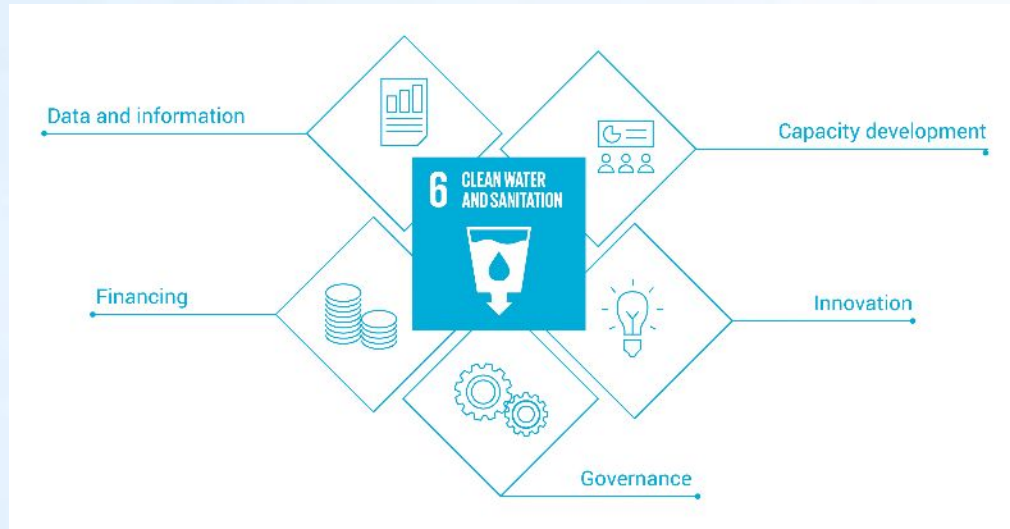 Data and information
Capacity development
6 CLEAN WATER
AND SANITATION
Financing
Innovation
Governance